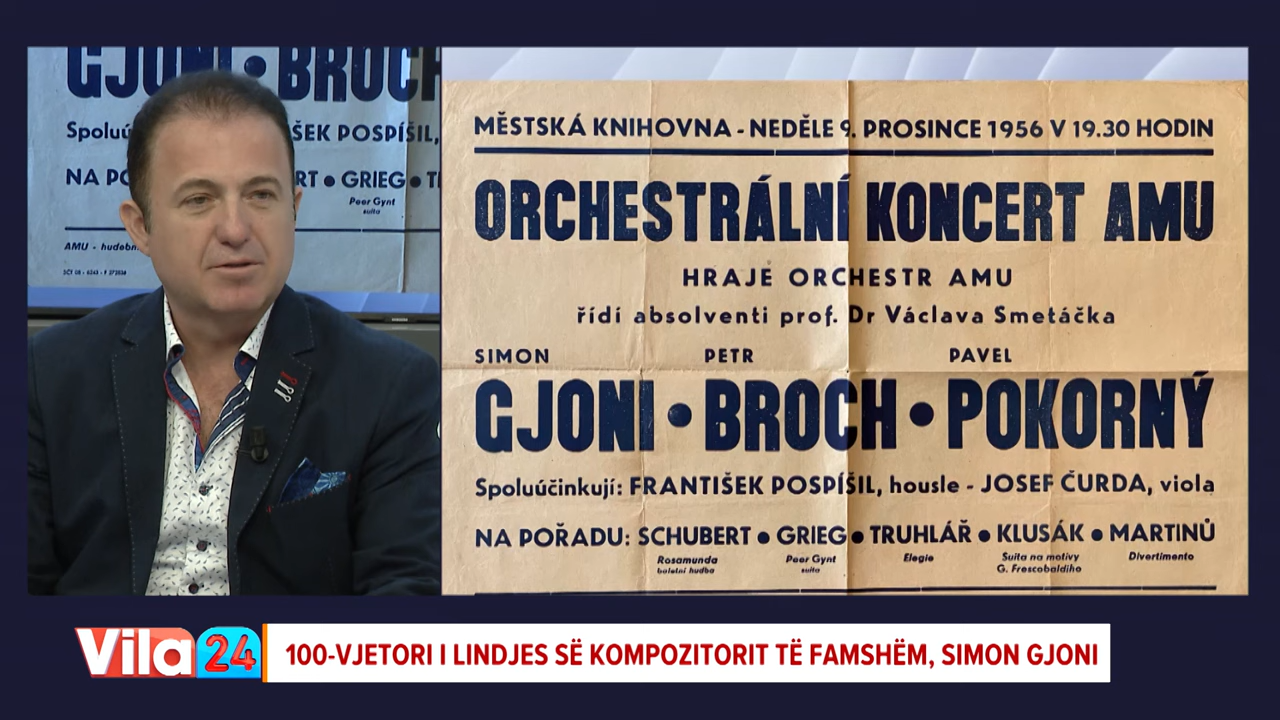 GJONI • BROCH
Spoluú
ŠEK POSPÍŠIL,
NA PO
RT • GRIEG • T
Peer Gynt
suita
AMU - hudebn
MĚSTSKÁ KNIHOVNA - NEDĚLE 9. PROSINCE 1956 V 19.30 HODIN
ORCHESTRÁLNÍ KONCERT AMU
HRAJE ORCHESTR AMU
řídí absolventi prof. Dr Václava Smetáčka
SIMON PETR PAVEL
GJONI • BROCH • POKORNÝ
Spoluúčinkují: FRANTIŠEK POSPÍŠIL, housle - JOSEF ČURDA, viola
NA POŘADU: SCHUBERT • GRIEG • TRUHLÁŘ • KLUSÁK • MARTINŮ
Rosamunda Peer Gynt Elegie Suita na motivy Divertimento
baletní hudba suita G. Frescobaldiho
Vila 24
100-VJETORI I LINDJES SË KOMPOZITORIT TË FAMSHËM, SIMON GJONI